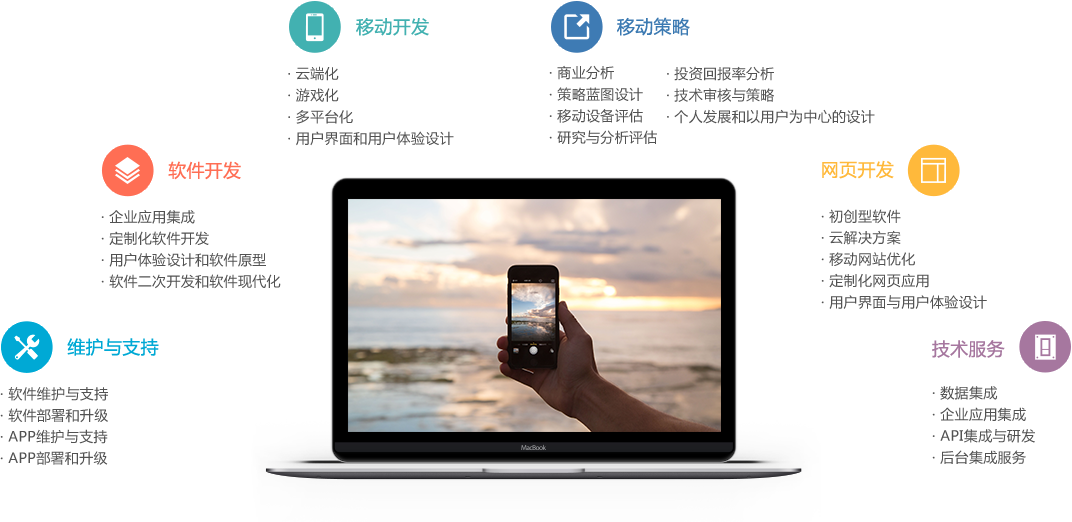 移动开发
· 云端化
· 游戏化
· 多平台化
· 用户界面和用户体验设计
移动策略
· 商业分析
· 策略蓝图设计
· 移动设备评估
· 研究与分析评估
· 投资回报率分析
· 技术审核与策略
· 个人发展和以用户为中心的设计
软件开发
· 企业应用集成
· 定制化软件开发
· 用户体验设计和软件原型
· 软件二次开发和软件现代化
网页开发
· 初创型软件
· 云解决方案
· 移动网站优化
· 定制化网页应用
· 用户界面与用户体验设计
维护与支持
· 软件维护与支持
· 软件部署和升级
· APP维护与支持
· APP部署和升级
技术服务
· 数据集成
· 企业应用集成
· API集成与研发
· 后台集成服务
MacBook